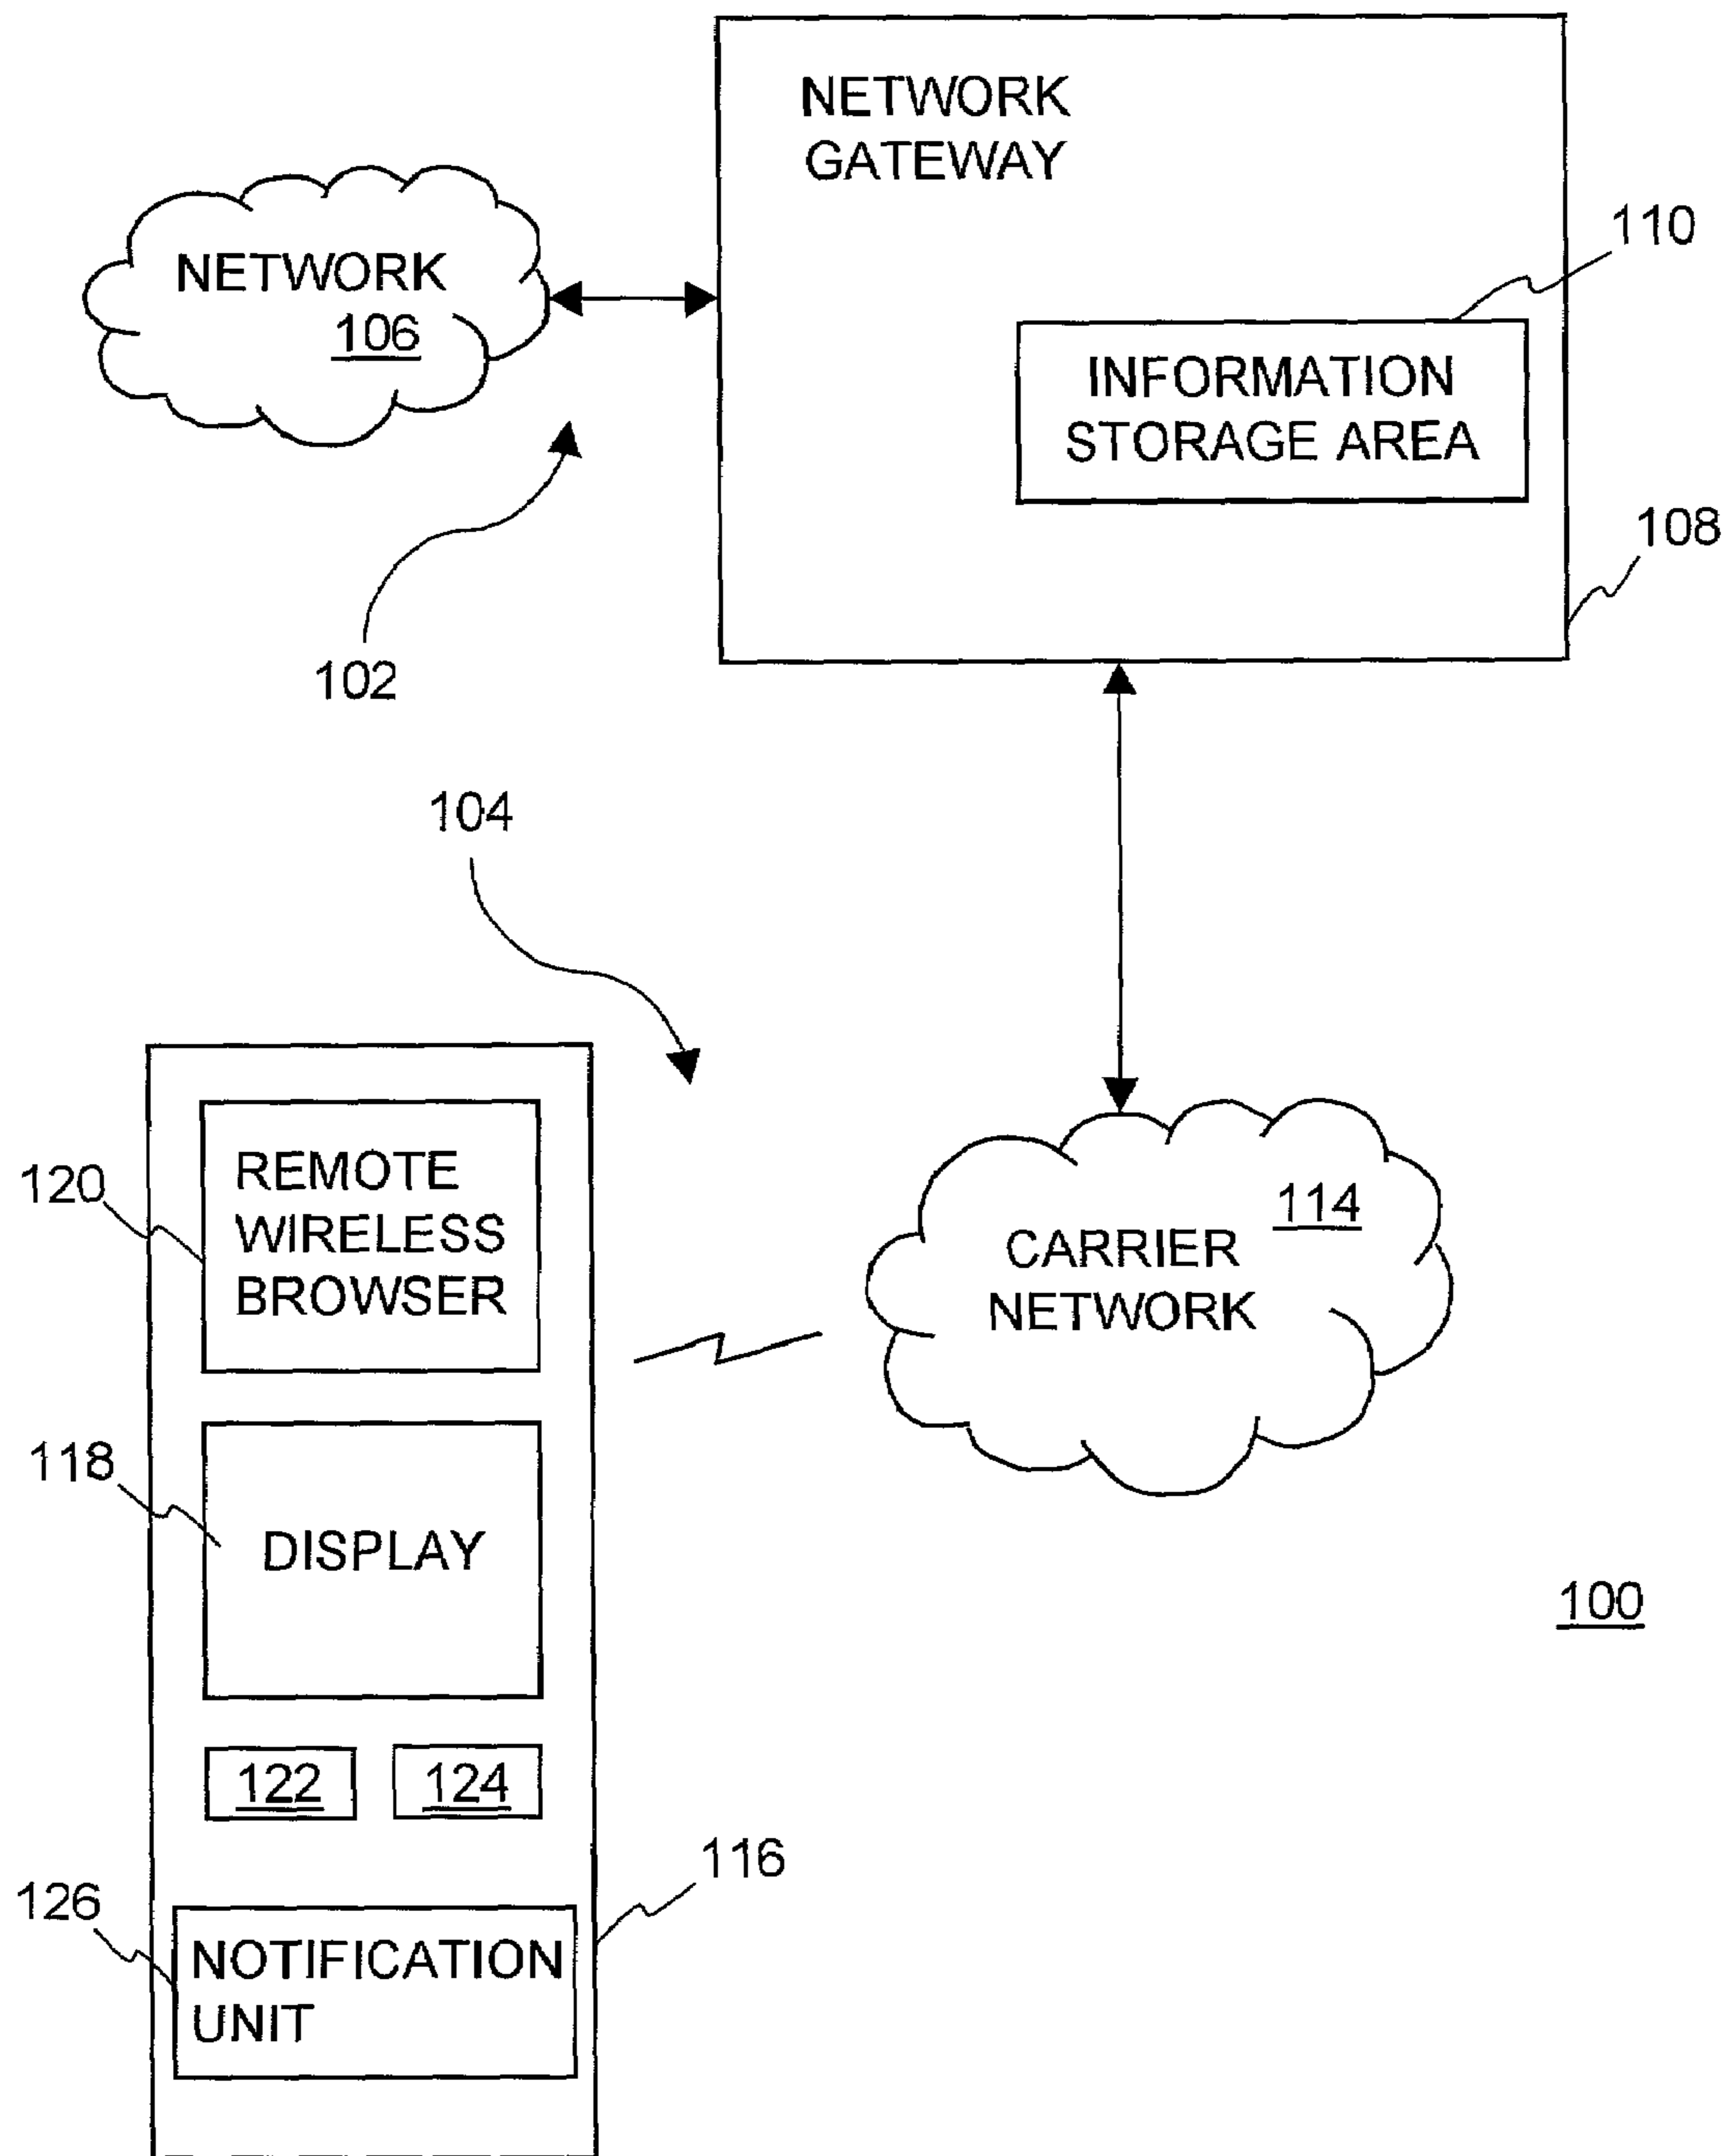 NETWORK
GATEWAY
110
NETWORK
106
INFORMATION
STORAGE AREA
108
102
104
120
REMOTE
WIRELESS
BROWSER
114
CARRIER
NETWORK
118
DISPLAY
100
122 124
116
126
NOTIFICATION
UNIT